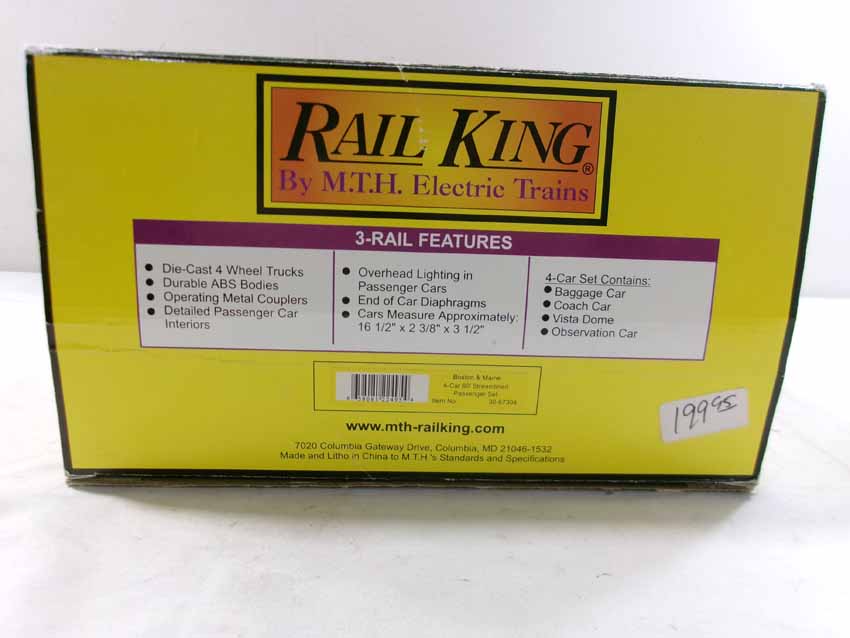 RAIL KING®
By M.T.H. Electric Trains
3-RAIL FEATURES
• Die-Cast 4 Wheel Trucks
• Durable ABS Bodies
• Operating Metal Couplers
• Detailed Passenger Car
Interiors
• Overhead Lighting in
Passenger Cars
• End of Car Diaphragms
• Cars Measure Approximately:
16 1/2" x 2 3/8" x 3 1/2"
4-Car Set Contains:
• Baggage Car
• Coach Car
• Vista Dome
• Observation Car
Boston & Maine
4-Car 60' Streamlined
Passenger Set
Item No. 30-67304
19995
www.mth-railking.com
7020 Columbia Gateway Drive, Columbia, MD 21046-1532
Made and Litho in China to M.T.H.'s Standards and Specifications